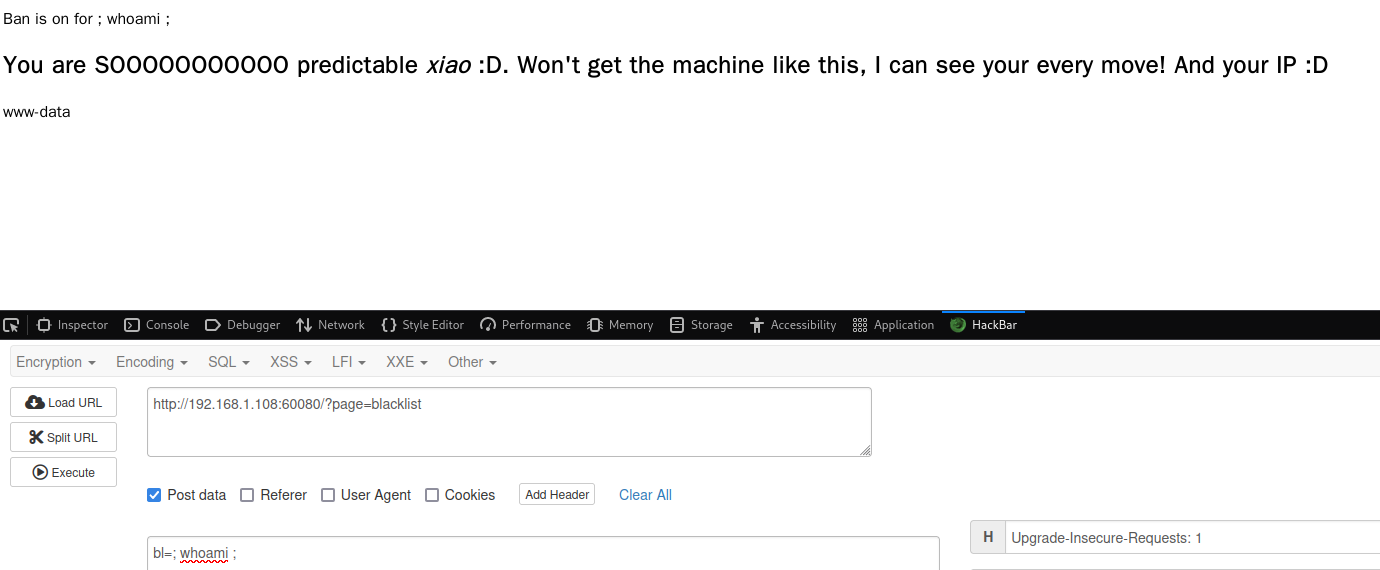 Ban is on for ; whoami ;
You are SOOOOOOOOOOO predictable xiao :D. Won't get the machine like this, I can see your every move! And your IP :D
www-data
Inspector Console Debugger Network Style Editor Performance Memory Storage Accessibility Application HackBar
Encryption Encoding SQL XSS LFI XXE Other
Load URL
http://192.168.1.108:60080/?page=blacklist
Split URL
Execute
Post data Referer User Agent Cookies Add Header Clear All
H Upgrade-Insecure-Requests: 1
bl=; whoami ;